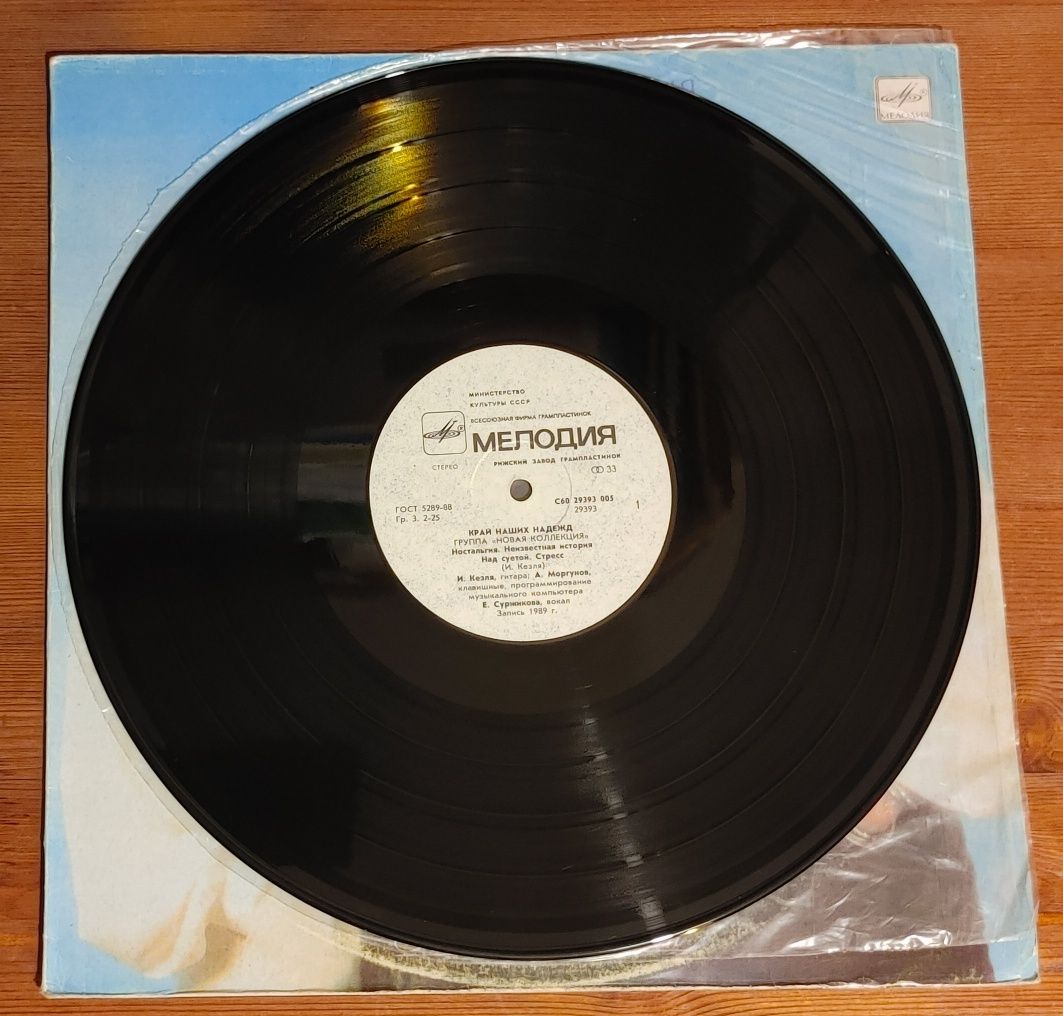 МЕЛОДИЯ
МИНИСТЕРСТВО
КУЛЬТУРЫ СССР
ВСЕСОЮЗНАЯ ФИРМА ГРАМПЛАСТИНОК
МЕЛОДИЯ
РИЖСКИЙ ЗАВОД ГРАМПЛАСТИНОК
СТЕРЕО
33
ГОСТ 5289-88
Гр. 3. 2-25
С60 29393 005
29393
1
КРАЙ НАШИХ НАДЕЖД
ГРУППА «НОВАЯ КОЛЛЕКЦИЯ»
Ностальгия. Неизвестная история
Над суетой. Стресс
(И. Кезля)
И. Кезля, гитара; А. Моргунов,
клавишные, программирование
музыкального компьютера
Е. Суржикова, вокал
Запись 1989 г.